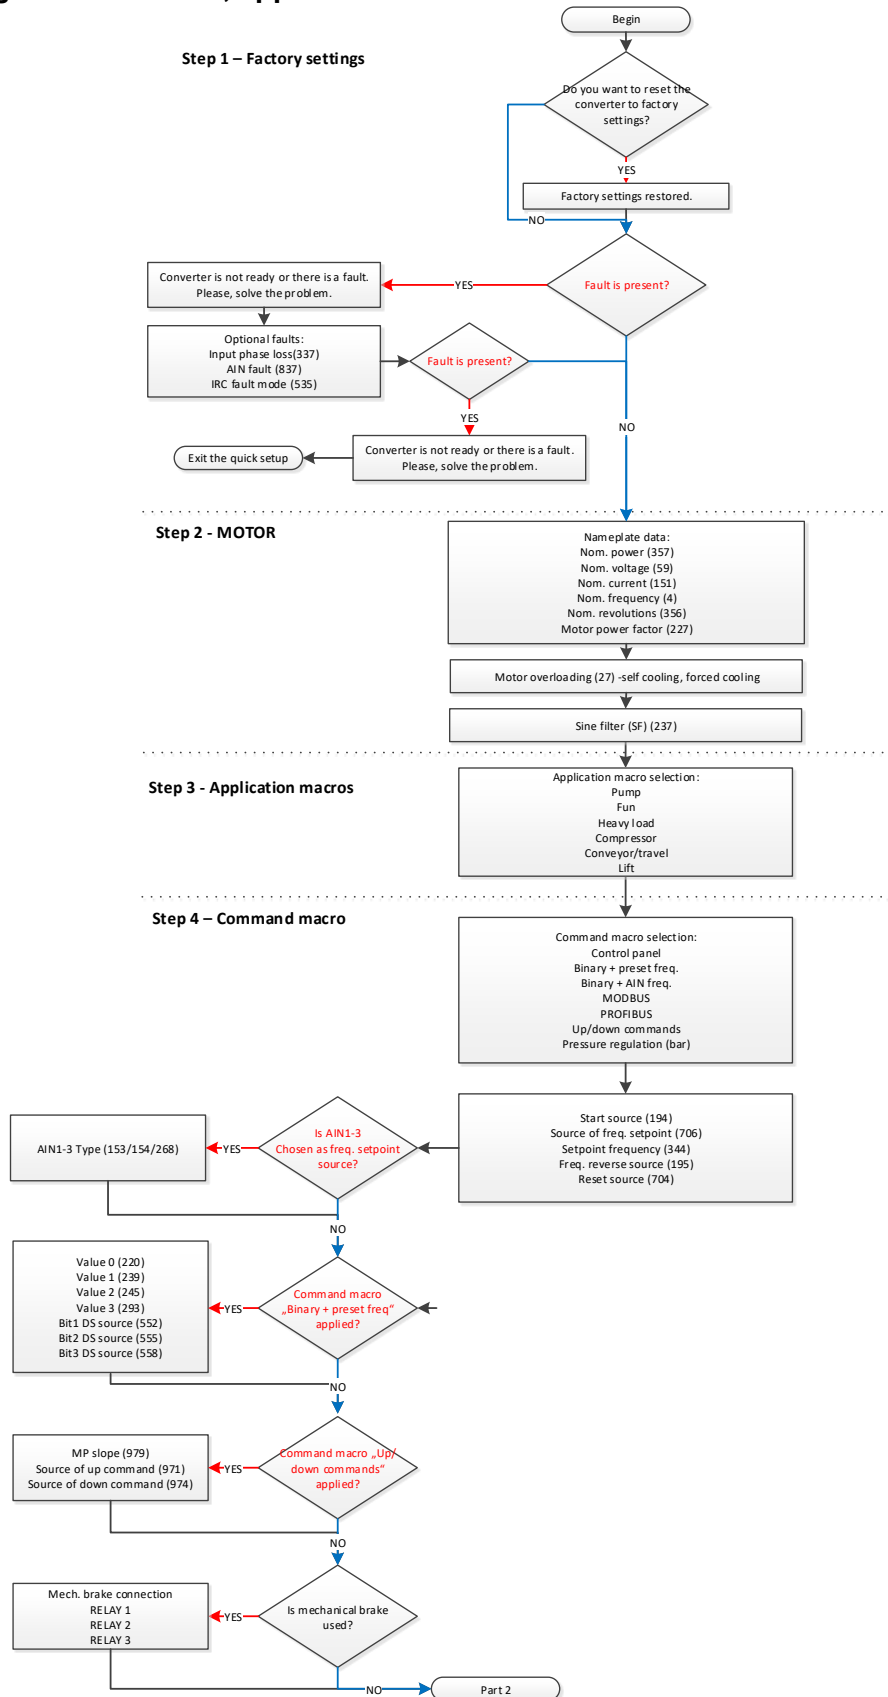 Begin
Step 1 – Factory settings
Do you want to reset the
converter to factory
settings?
YES
Factory settings restored.
NO
Fault is present?
YES
Converter is not ready or there is a fault.
Please, solve the problem.
Optional faults:
Input phase loss(337)
AIN fault (837)
IRC fault mode (535)
Fault is present?
YES
NO
Converter is not ready or there is a fault.
Please, solve the problem.
Exit the quick setup
Step 2 - MOTOR
Nameplate data:
Nom. power (357)
Nom. voltage (59)
Nom. current (151)
Nom. frequency (4)
Nom. revolutions (356)
Motor power factor (227)
Motor overloading (27) -self cooling, forced cooling
Sine filter (SF) (237)
Step 3 - Application macros
Application macro selection:
Pump
Fun
Heavy load
Compressor
Conveyor/travel
Lift
Step 4 – Command macro
Command macro selection:
Control panel
Binary + preset freq.
Binary + AIN freq.
MODBUS
PROFIBUS
Up/down commands
Pressure regulation (bar)
Start source (194)
Source of freq. setpoint (706)
Setpoint frequency (344)
Freq. reverse source (195)
Reset source (704)
Is AIN1-3
Chosen as freq. setpoint
source?
YES
AIN1-3 Type (153/154/268)
NO
Value 0 (220)
Value 1 (239)
Value 2 (245)
Value 3 (293)
Bit1 DS source (552)
Bit2 DS source (555)
Bit3 DS source (558)
YES
Command macro
„Binary + preset freq“
applied?
NO
MP slope (979)
Source of up command (971)
Source of down command (974)
YES
Command macro „Up/
down commands“
applied?
NO
Mech. brake connection
RELAY 1
RELAY 2
RELAY 3
YES
Is mechanical brake
used?
NO
Part 2